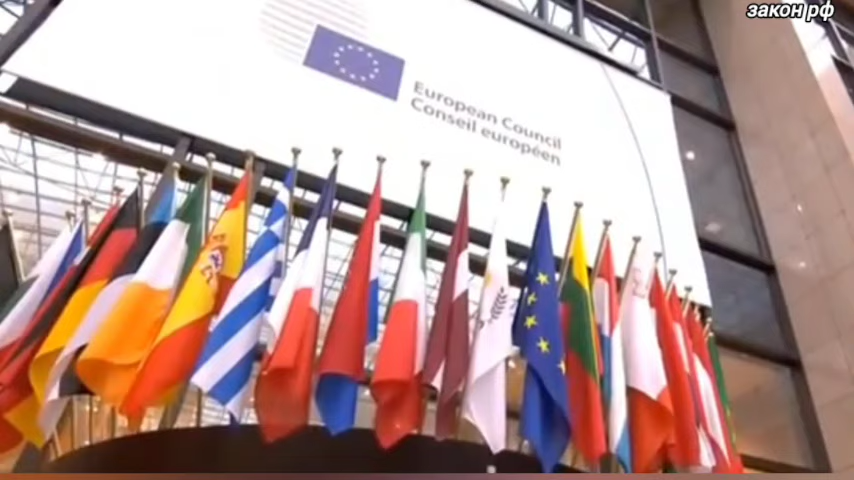 закон рф
European Council
Conseil européen